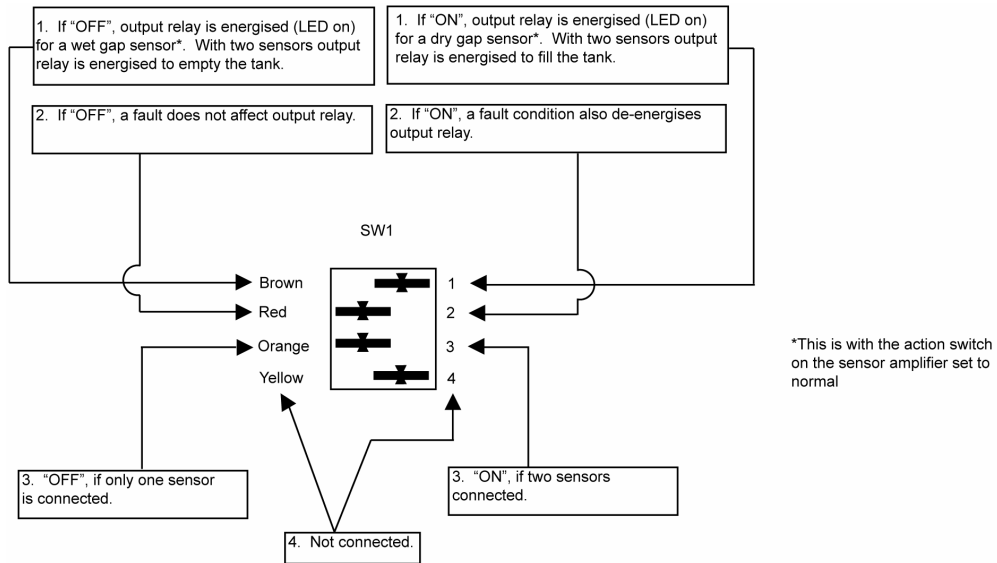 1. If "OFF", output relay is energised (LED on)
for a wet gap sensor*. With two sensors output
relay is energised to empty the tank.
1. If "ON", output relay is energised (LED on)
for a dry gap sensor*. With two sensors output
relay is energised to fill the tank.
2. If "OFF", a fault does not affect output relay.
2. If "ON", a fault condition also de-energises
output relay.
SW1
Brown
1
Red
2
Orange
3
Yellow
4
*This is with the action switch
on the sensor amplifier set to
normal
3. "OFF", if only one sensor
is connected.
3. "ON", if two sensors
connected.
4. Not connected.